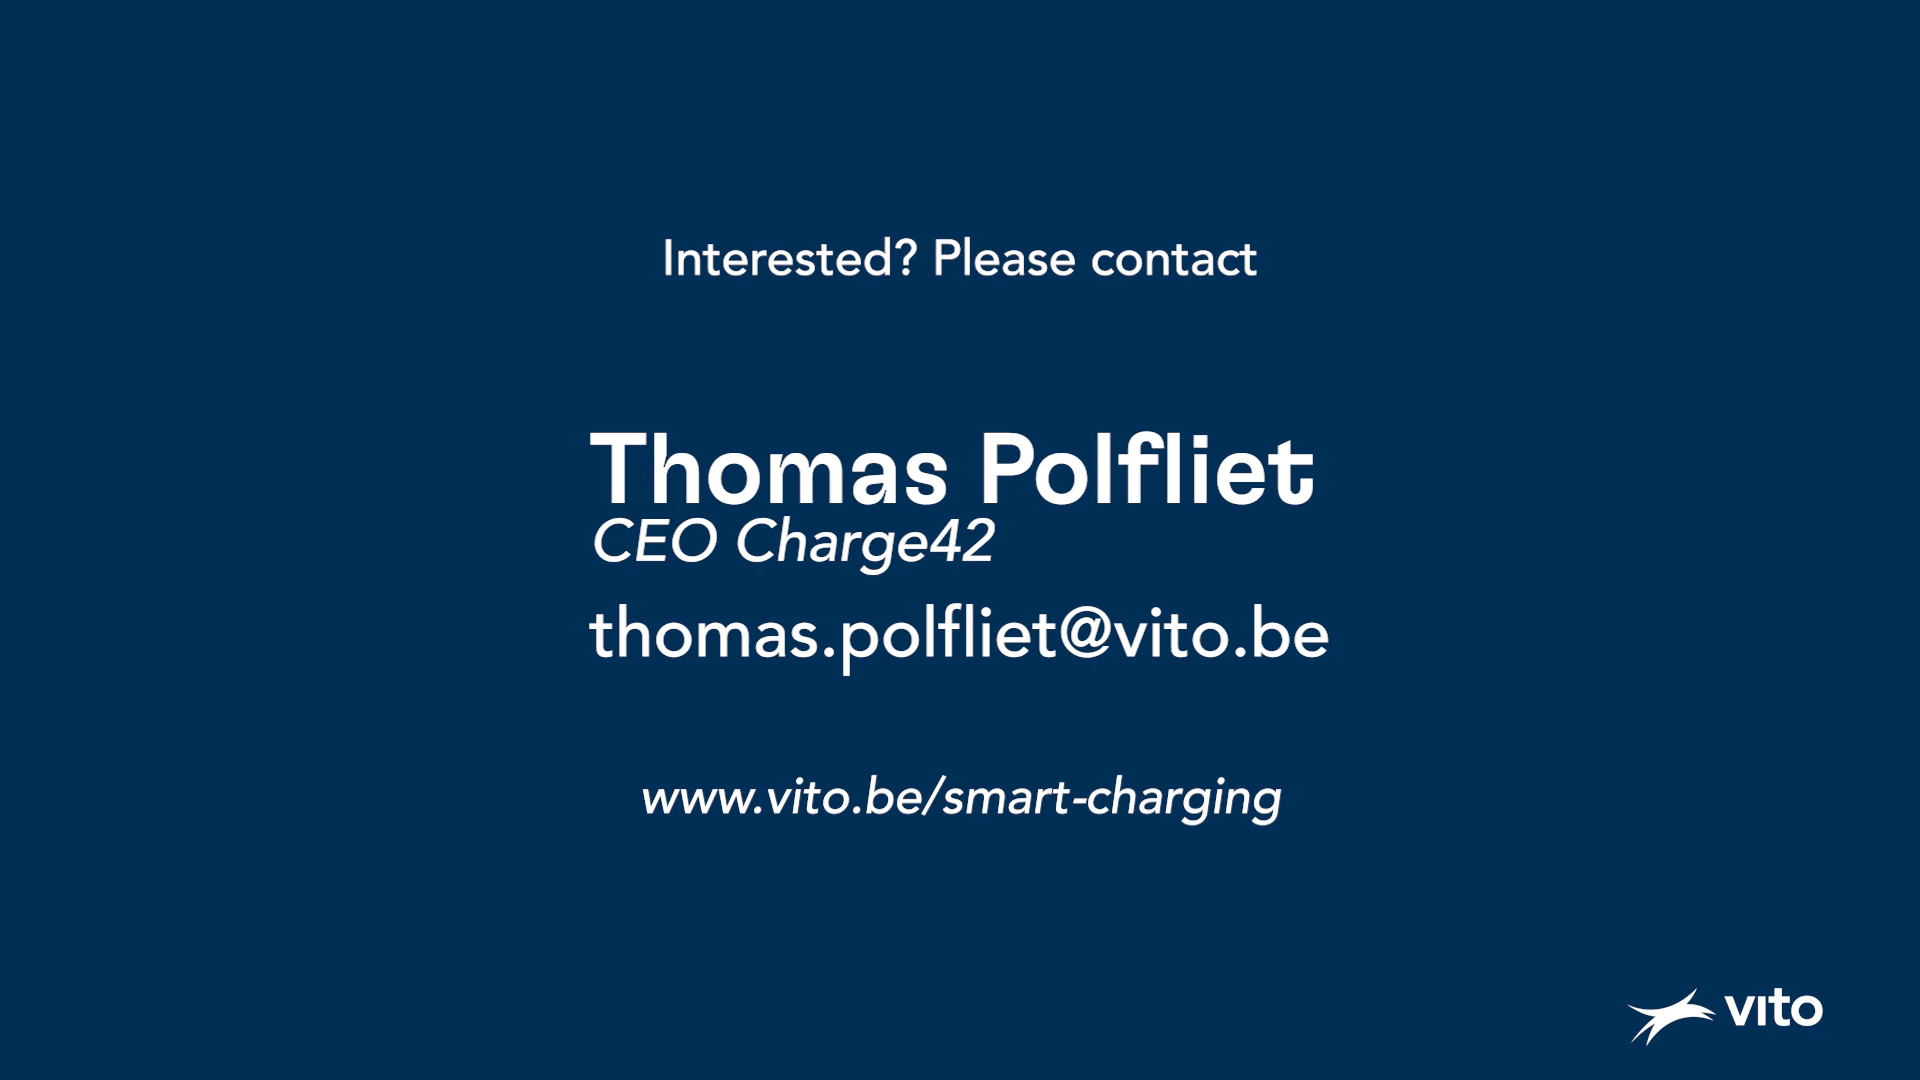 Interested? Please contact
Thomas Polfliet
CEO Charge42
thomas.polfliet@vito.be
www.vito.be/smart-charging
vito